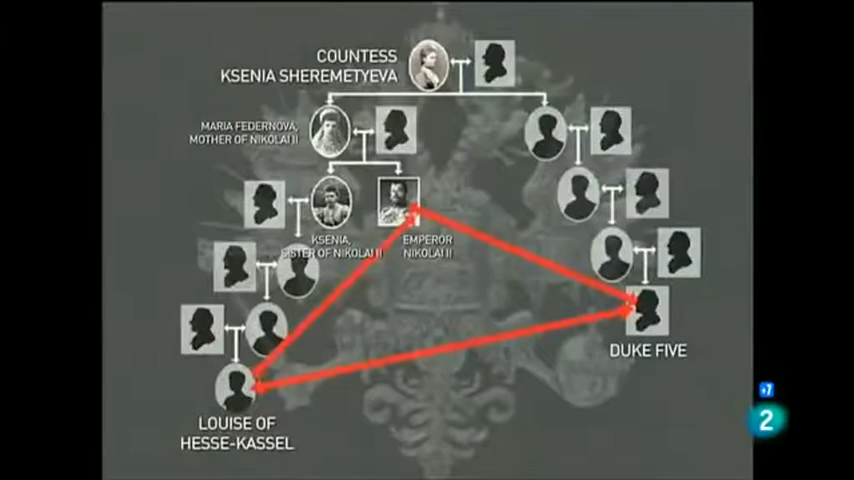 COUNTESS
KSENIA SHEREMETYEVA
MARIA FEDERNOVA,
MOTHER OF NIKOLAI II
KSENIA,
SISTER OF NIKOLAI II
EMPEROR
NIKOLAI II
DUKE FIVE
LOUISE OF
HESSE-KASSEL
+7
2